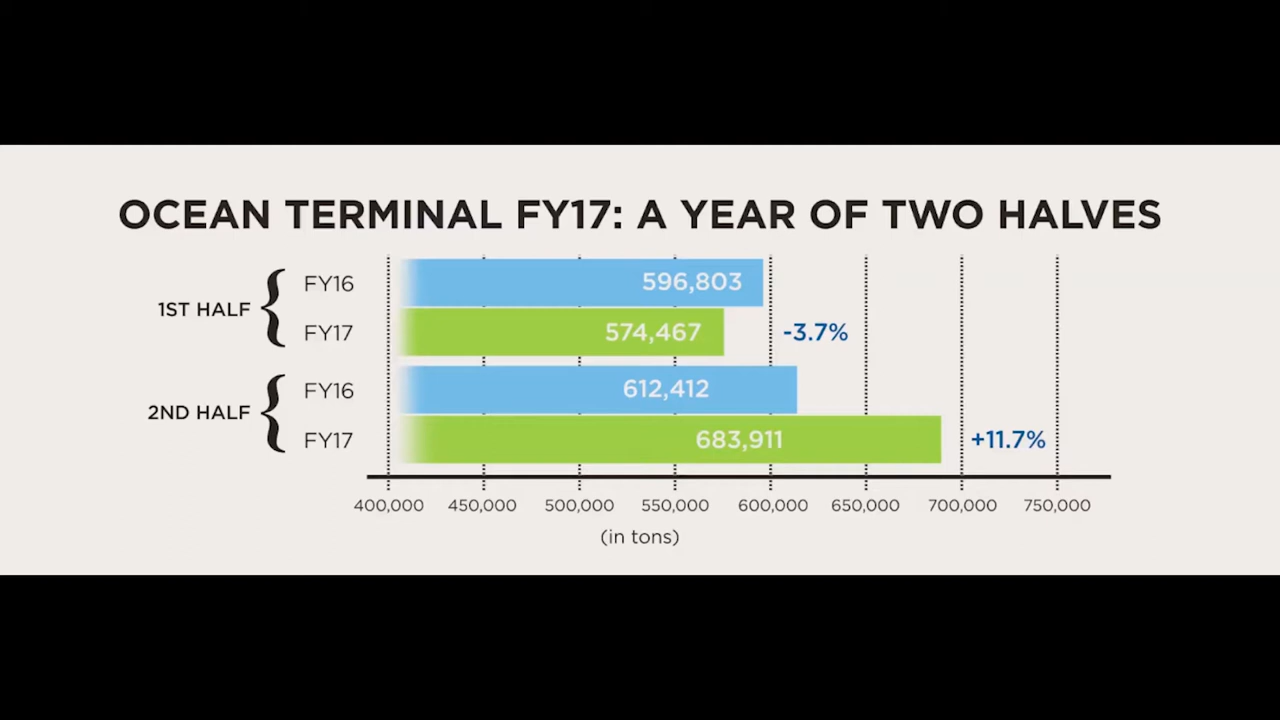 OCEAN TERMINAL FY17: A YEAR OF TWO HALVES
1ST HALF
FY16 596,803
FY17 574,467 -3.7%
2ND HALF
FY16 612,412
FY17 683,911 +11.7%
400,000 450,000 500,000 550,000 600,000 650,000 700,000 750,000
(in tons)